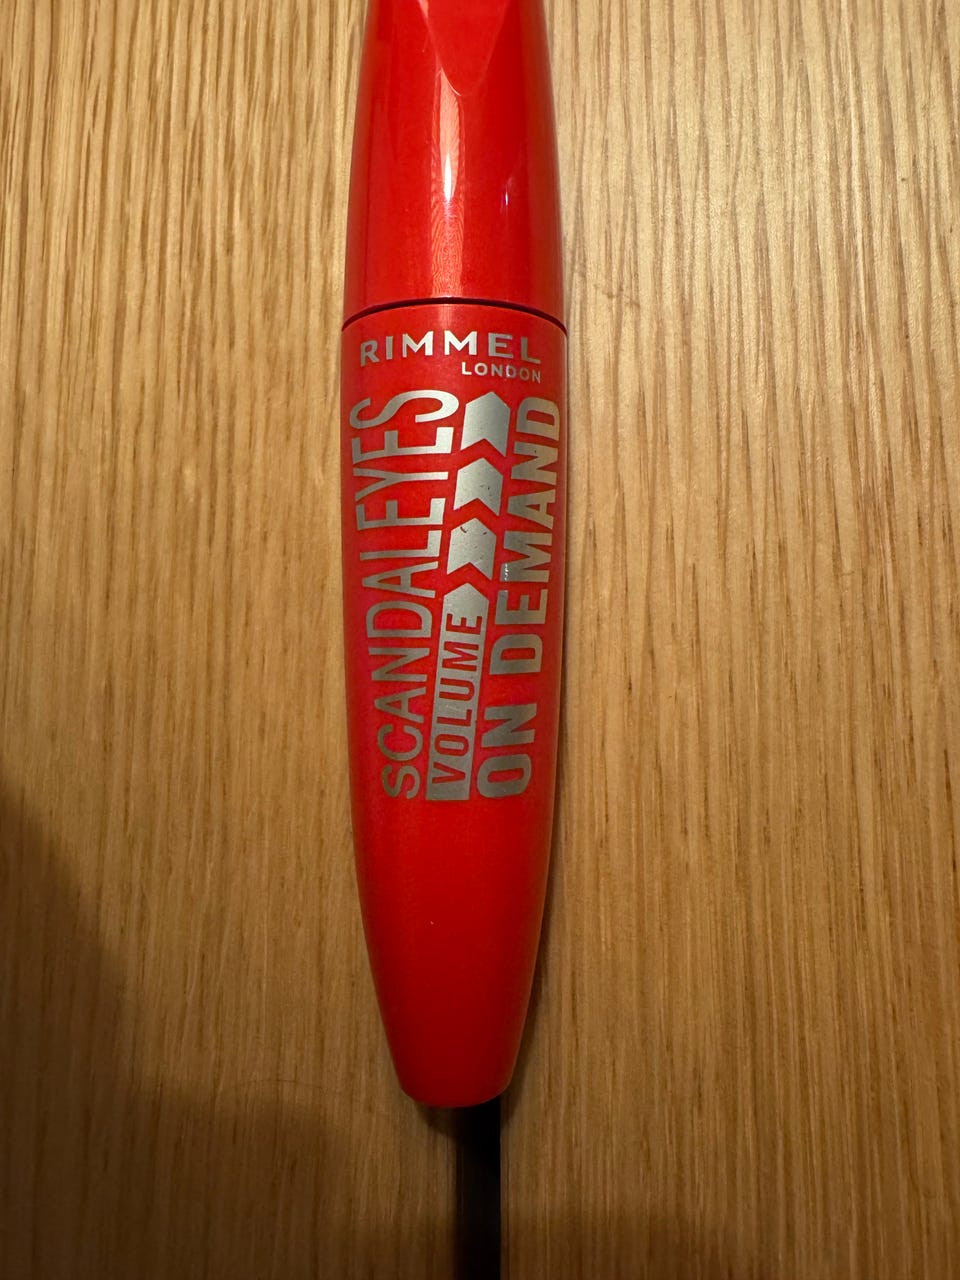 RIMMEL
LONDON
SCANDALEYES
VOLUME
ON DEMAND